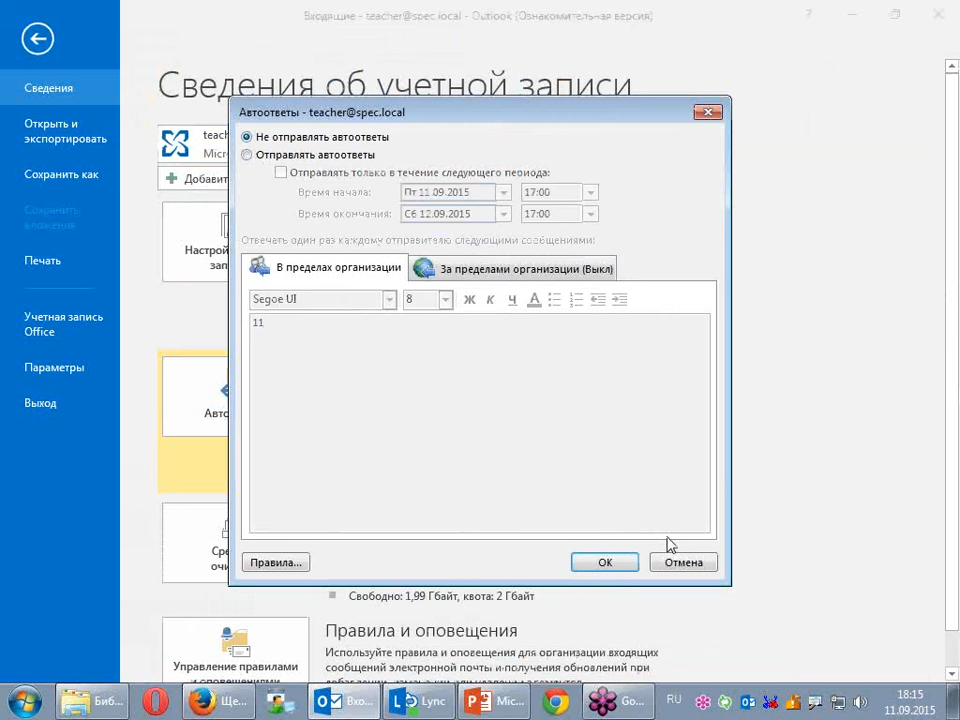 Входящие - teacher@spec.local - Outlook (Ознакомительная версия)
Сведения
Открыть и
экспортировать
Сохранить как
Сохранить
вложения
Печать
Учетная запись
Office
Параметры
Выход
Сведения об учетной записи
teach
Micr
Добавит
Настрой
зап
Авто
Сре
очи
Автоответы - teacher@spec.local
Не отправлять автоответы
Отправлять автоответы
Отправлять только в течение следующего периода:
Время начала: Пт 11.09.2015 17:00
Время окончания: Сб 12.09.2015 17:00
Отвечать один раз каждому отправителю следующими сообщениями:
В пределах организации За пределами организации (Выкл)
Segoe UI 8 Ж К Ч А
11
Правила... ОК Отмена
Свободно: 1,99 Гбайт, квота: 2 Гбайт
Управление правилами
и оповещениями
Правила и оповещения
Используйте правила и оповещения для организации входящих
сообщений электронной почты и получения обновлений при
Биб... Ще... Вхо... Lync Mic... Go... RU 18:15
11.09.2015